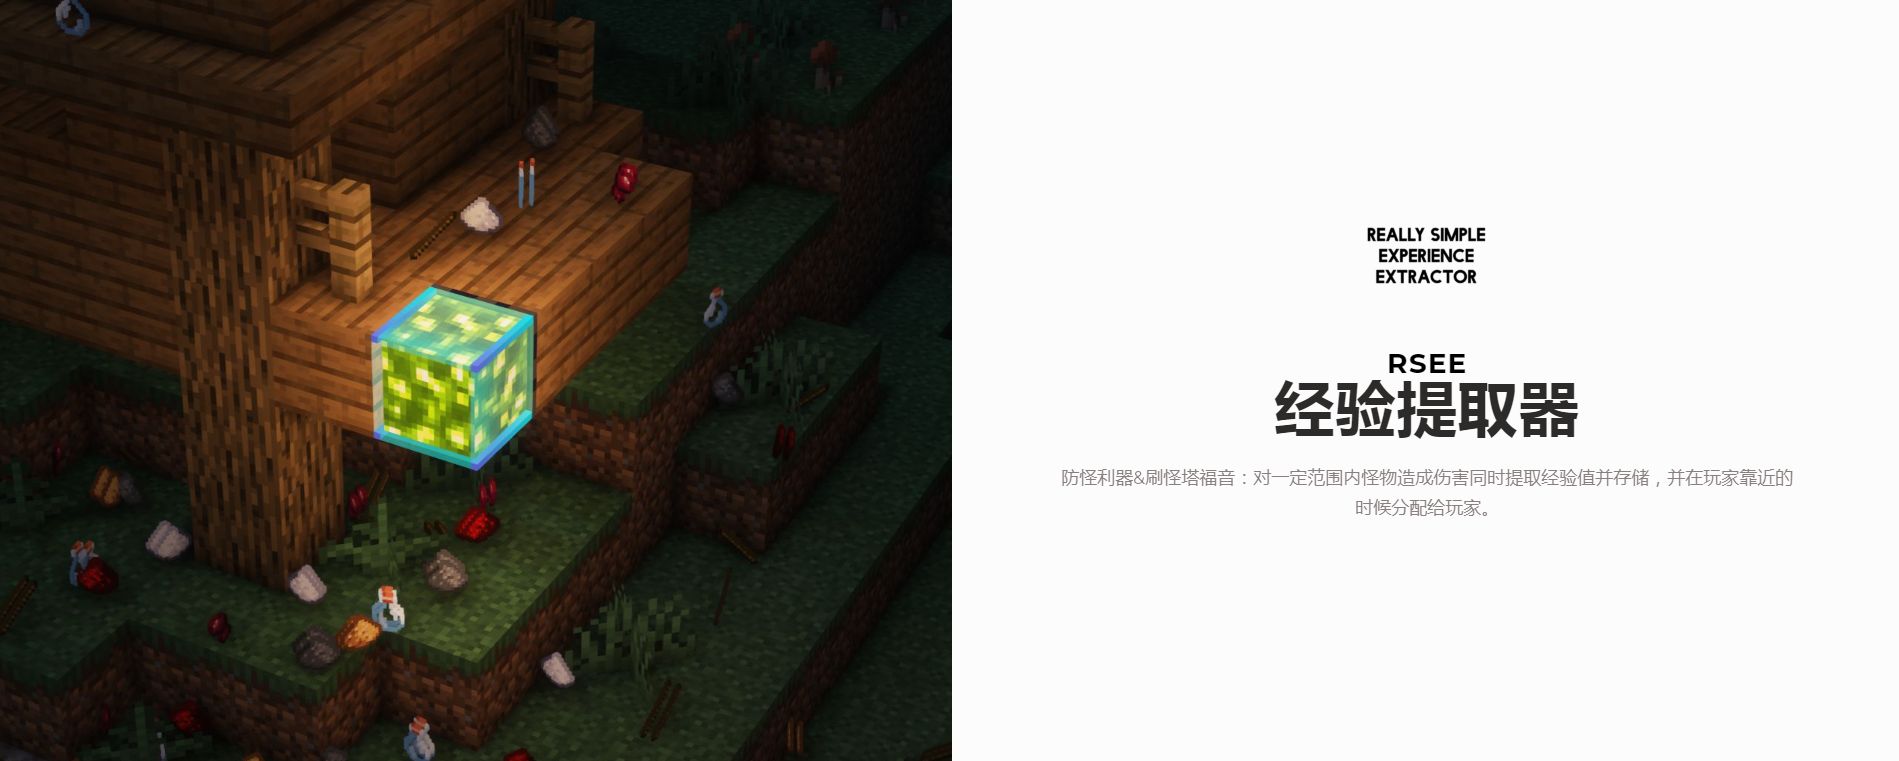 REALLY SIMPLE
EXPERIENCE
EXTRACTOR
RSEE
经验提取器
防怪利器&刷怪塔福音：对一定范围内怪物造成伤害同时提取经验值并存储，并在玩家靠近的
时候分配给玩家。